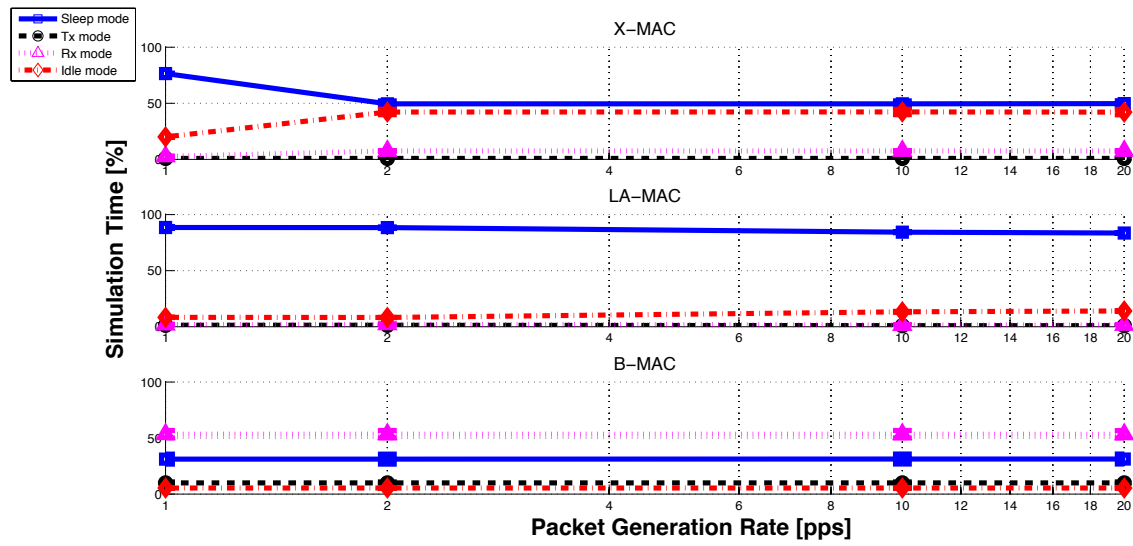 Sleep mode
Tx mode
Rx mode
Idle mode
X−MAC
100
50
0
1 2 4 6 8 10 12 14 16 18 20
LA−MAC
100
50
0
1 2 4 6 8 10 12 14 16 18 20
B−MAC
100
50
0
1 2 4 6 8 10 12 14 16 18 20
Simulation Time [%]
Packet Generation Rate [pps]